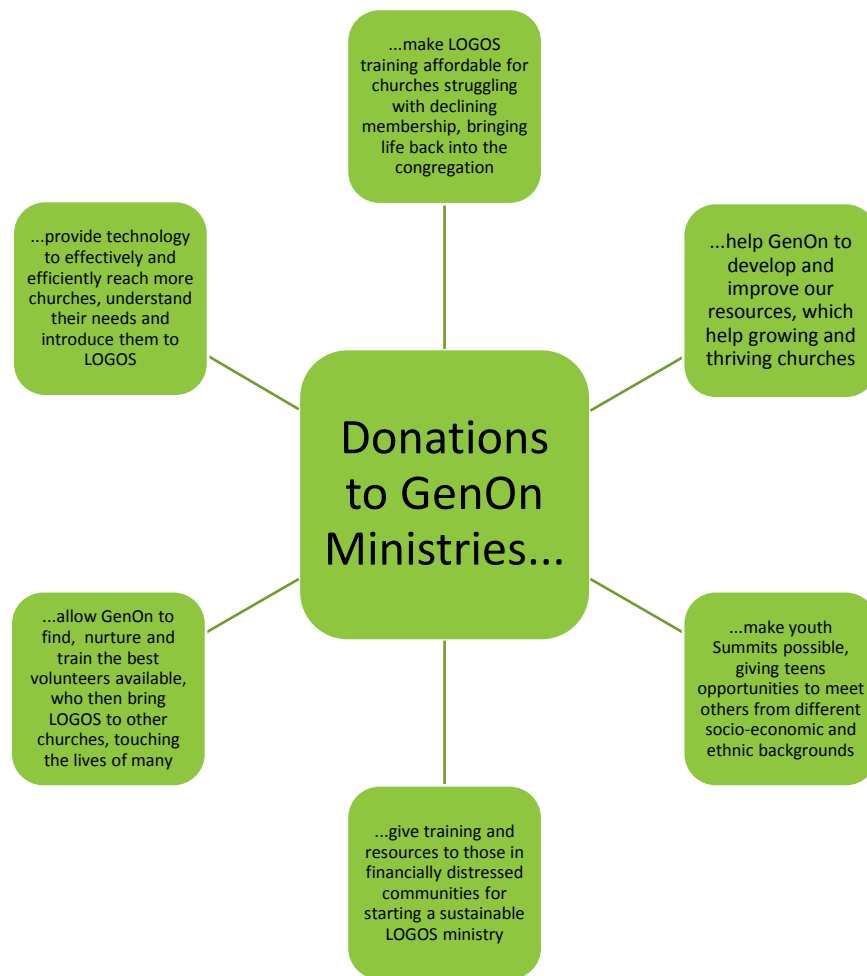 ...make LOGOS
training affordable for
churches struggling
with declining
membership, bringing
life back into the
congregation
...provide technology
to effectively and
efficiently reach more
churches, understand
their needs and
introduce them to
LOGOS
...help GenOn to
develop and
improve our
resources, which
help growing and
thriving churches
Donations
to GenOn
Ministries...
...allow GenOn to
find, nurture and
train the best
volunteers available,
who then bring
LOGOS to other
churches, touching
the lives of many
...make youth
Summits possible,
giving teens
opportunities to meet
others from different
socio-economic and
ethnic backgrounds
...give training and
resources to those in
financially distressed
communities for
starting a sustainable
LOGOS ministry